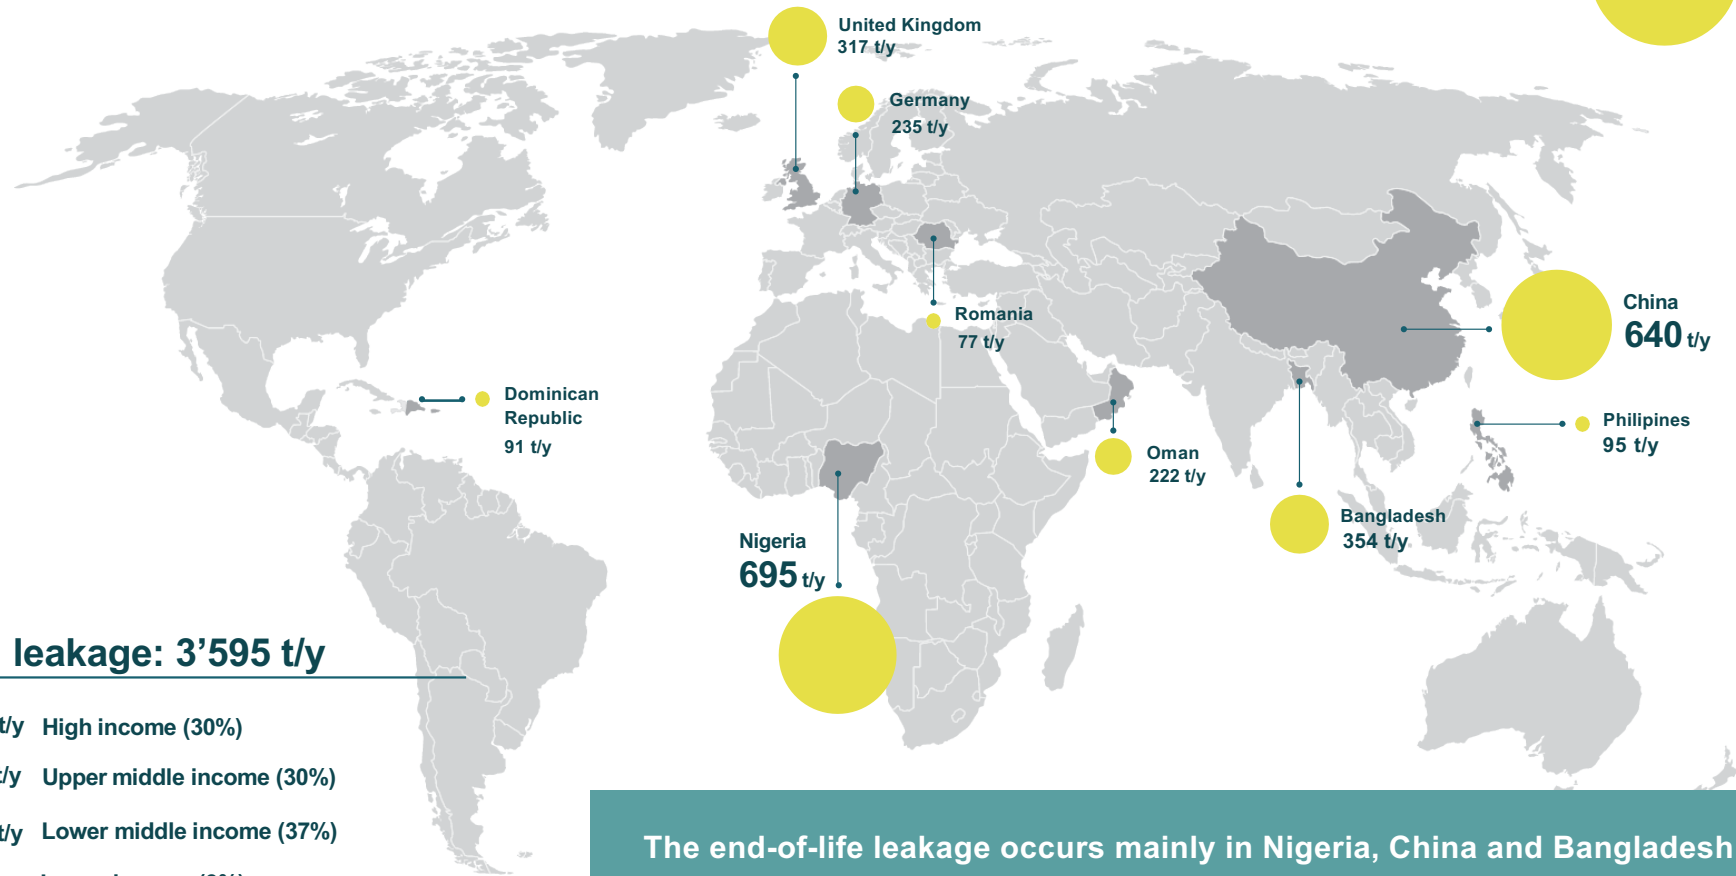 United Kingdom
317 t/y
Germany
235 t/y
Romania
77 t/y
China
640 t/y
Dominican
Republic
91 t/y
Philipines
95 t/y
Oman
222 t/y
Bangladesh
354 t/y
Nigeria
695 t/y
leakage: 3’595 t/y
t/y High income (30%)
t/y Upper middle income (30%)
t/y Lower middle income (37%)
The end-of-life leakage occurs mainly in Nigeria, China and Bangladesh